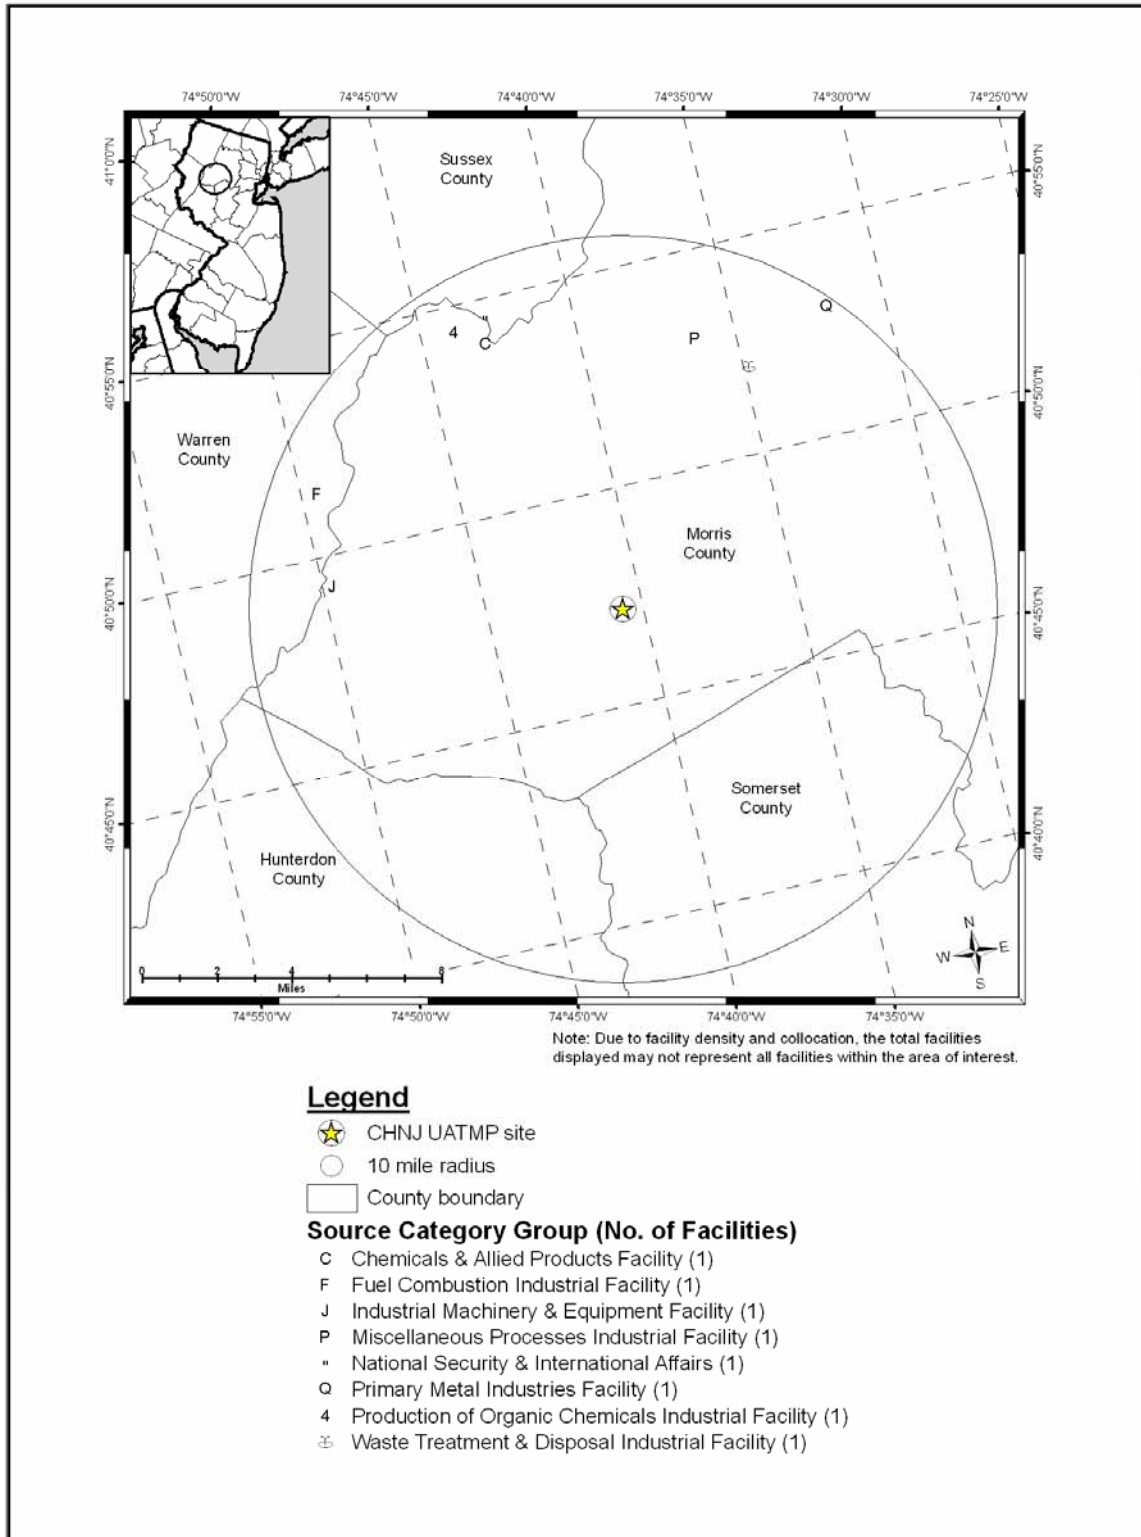 74°50'0"W 74°45'0"W 74°40'0"W 74°35'0"W 74°30'0"W 74°25'0"W
41°0'0"N
40°55'0"N
Sussex
County
Q
"
4
C
P
40°55'0"N
40°50'0"N
Warren
County
F
Morris
County
J
40°50'0"N
40°45'0"N
Somerset
County
40°45'0"N
40°40'0"N
Hunterdon
County
N
W E
S
0 2 4 8
Miles
74°55'0"W 74°50'0"W 74°45'0"W 74°40'0"W 74°35'0"W
Note: Due to facility density and collocation, the total facilities
displayed may not represent all facilities within the area of interest.
Legend
CHNJ UATMP site
10 mile radius
County boundary
Source Category Group (No. of Facilities)
C Chemicals & Allied Products Facility (1)
F Fuel Combustion Industrial Facility (1)
J Industrial Machinery & Equipment Facility (1)
P Miscellaneous Processes Industrial Facility (1)
" National Security & International Affairs (1)
Q Primary Metal Industries Facility (1)
4 Production of Organic Chemicals Industrial Facility (1)
Waste Treatment & Disposal Industrial Facility (1)